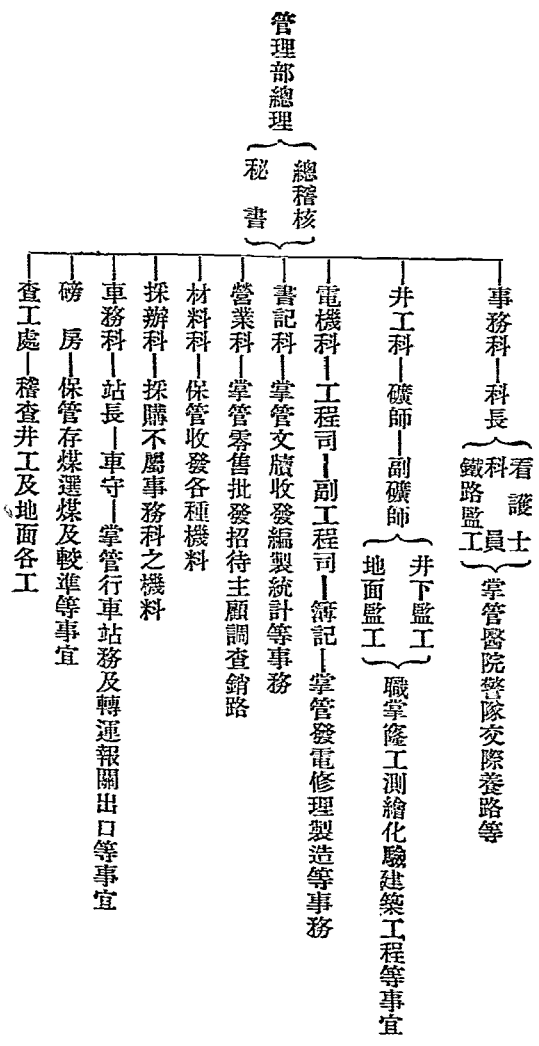 管理部總理
總稽核
秘書
事務科—科長
看護士
科員
鐵路監工
掌管醫院警隊交際養路等
井工科—礦師—副礦師
井下監工
地面監工
職掌窿工測繪化驗建築工程等事宜
電機科—工程司—副工程司—簿記—掌管發電修理製造等事務
書記科—掌管文牘收發編製統計等事務
營業科—掌管零售批發招待主顧調查銷路
材料科—保管收發各種機料
採辦科—採購不屬事務科之機料
車務科—站長—車守—掌管行車站務及轉運報關出口等事宜
磅房—保管存煤選煤及較準等事宜
查工處—稽查井工及地面各工